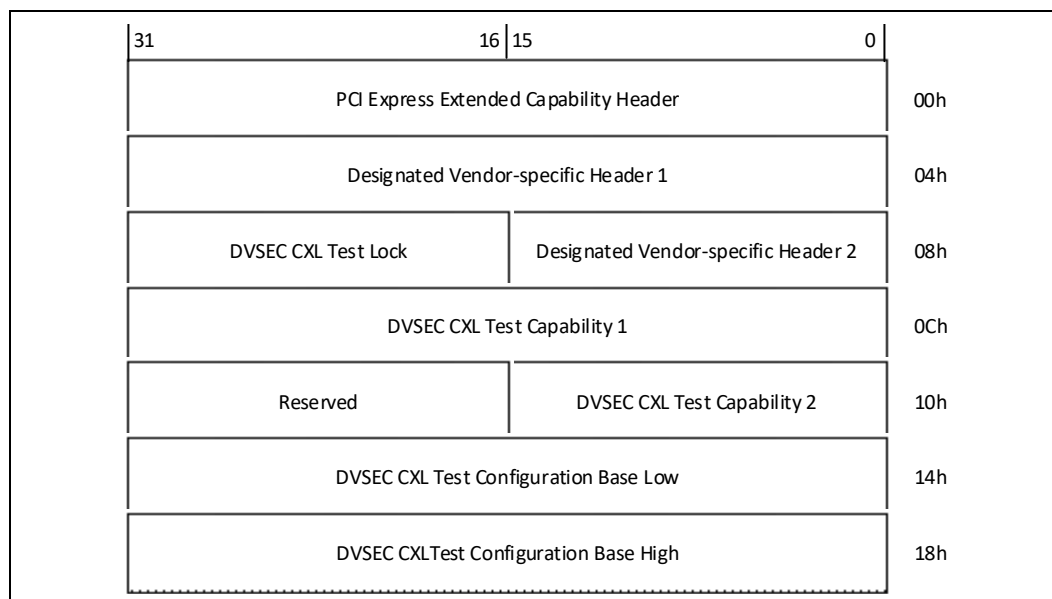 31 16 15 0
PCI Express Extended Capability Header 00h
Designated Vendor-specific Header 1 04h
DVSEC CXL Test Lock Designated Vendor-specific Header 2 08h
DVSEC CXL Test Capability 1 0Ch
Reserved DVSEC CXL Test Capability 2 10h
DVSEC CXL Test Configuration Base Low 14h
DVSEC CXLTest Configuration Base High 18h